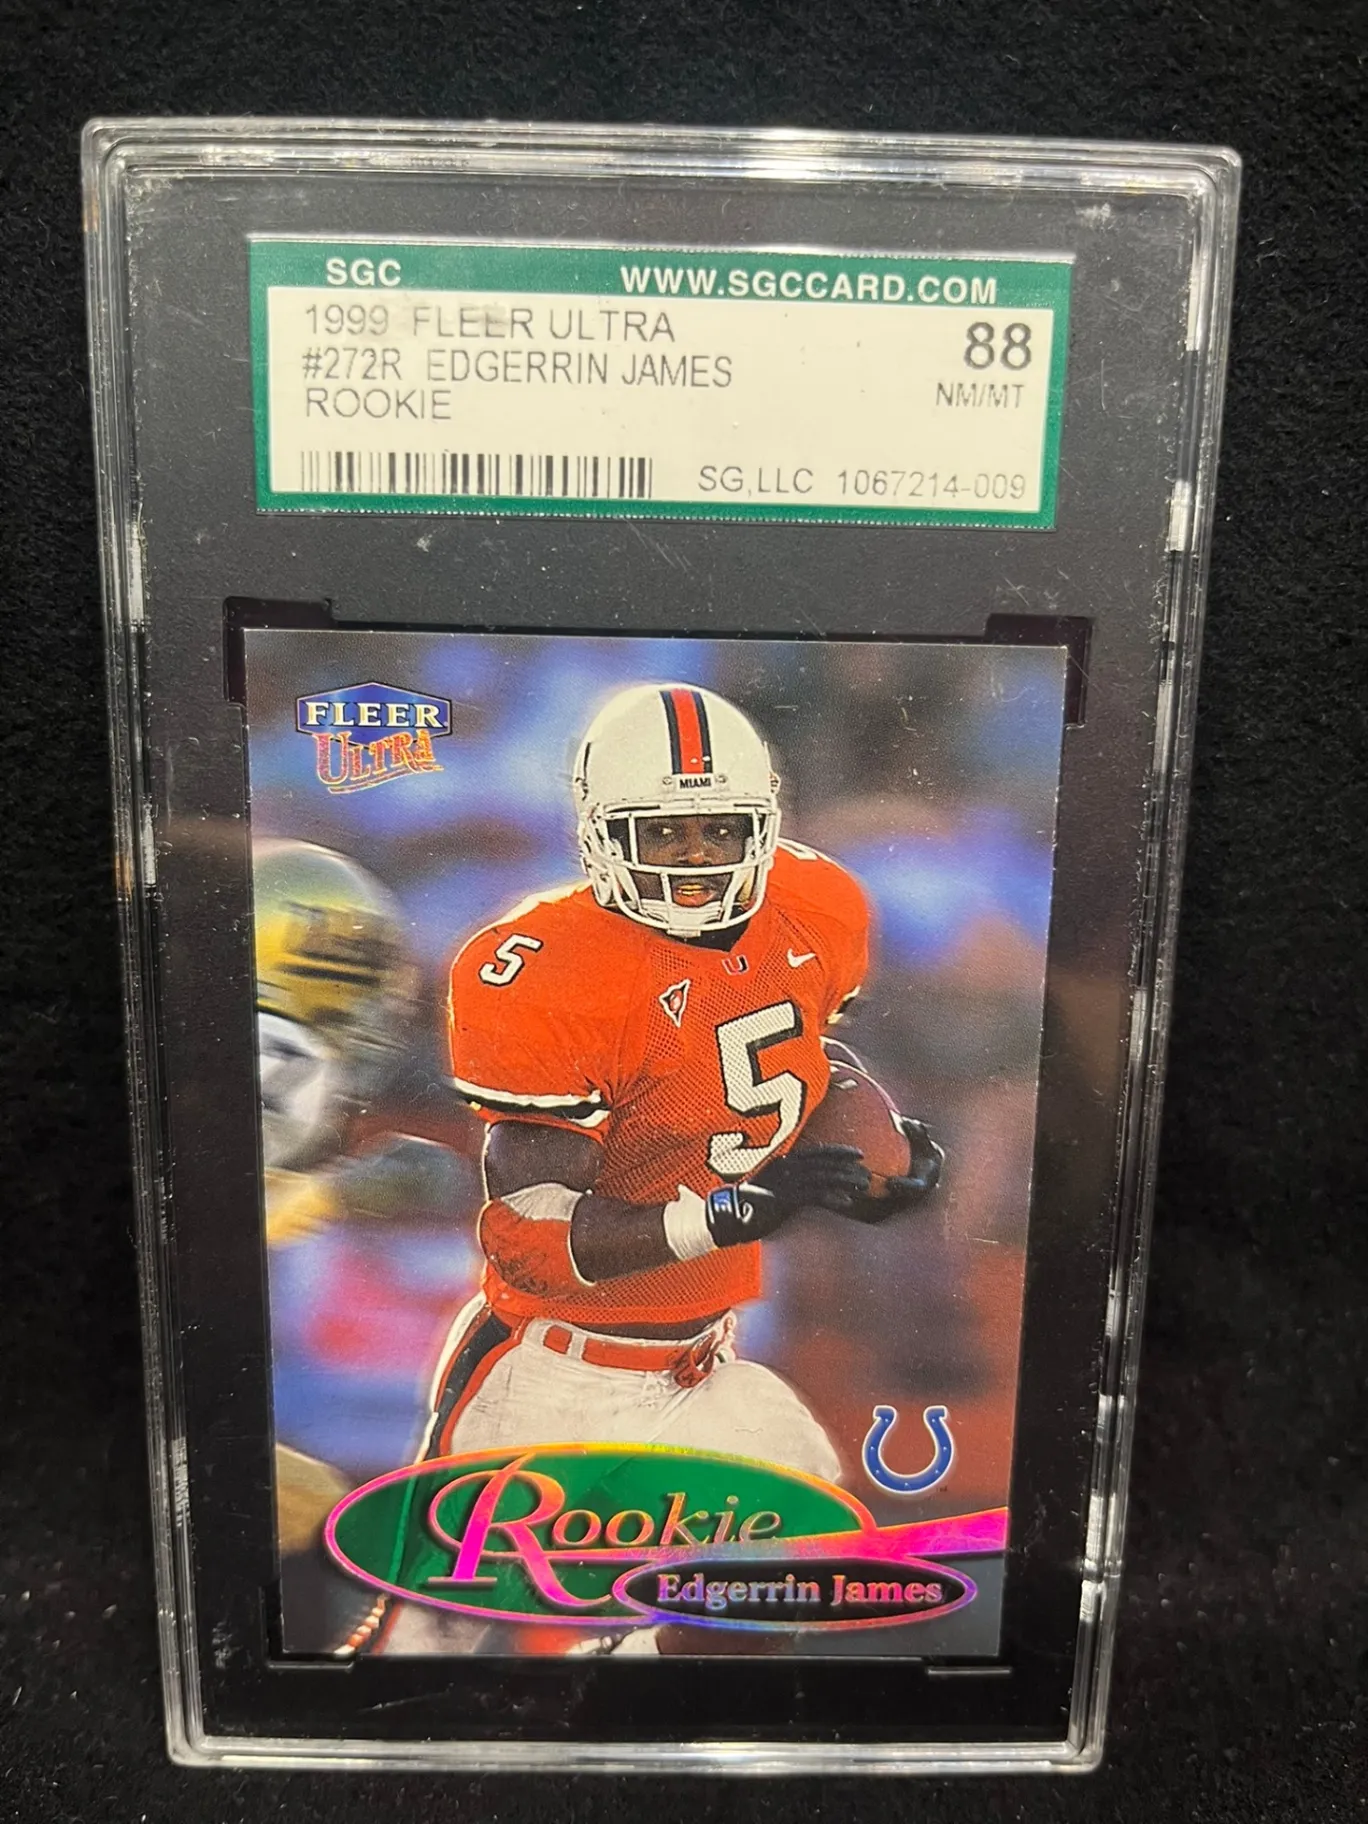 SGC WWW.SGCCARD.COM
1999 FLEER ULTRA 88
#272R EDGERRIN JAMES NM/MT
ROOKIE
SG,LLC 1067214-009
FLEER
ULTRA
MIAMI
5
U
5
Rookie
Edgerrin James